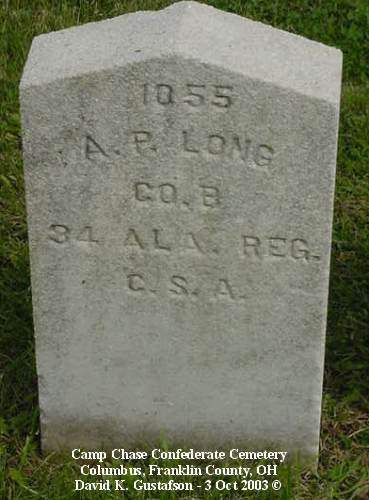 1055
A. P. LONG
CO. B
34 ALA. REG.
C. S. A.
Camp Chase Confederate Cemetery
Columbus, Franklin County, OH
David K. Gustafson - 3 Oct 2003 ©